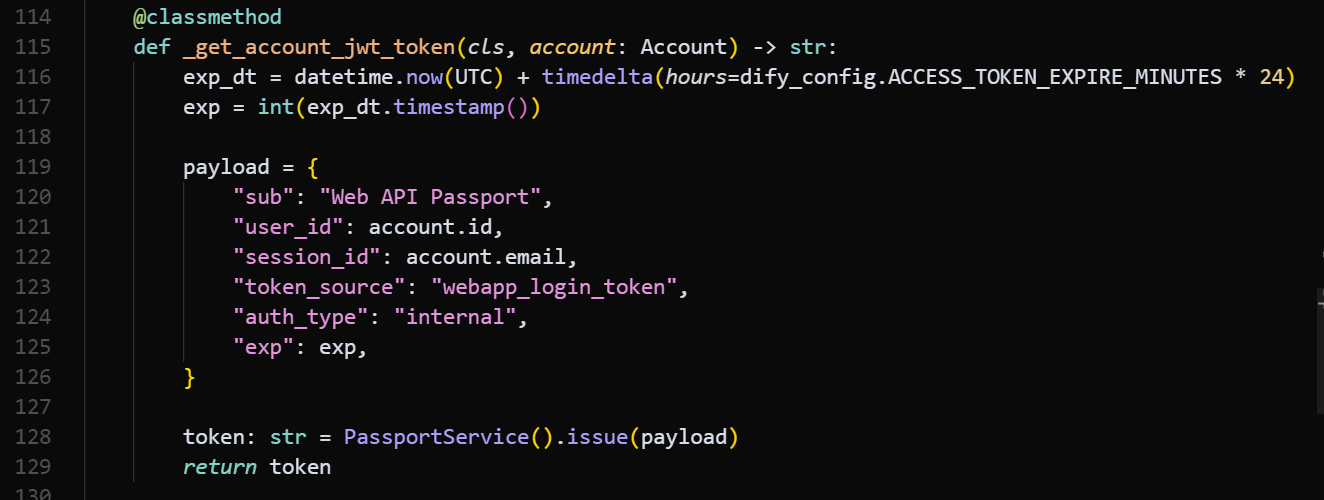 114 @classmethod
115 def _get_account_jwt_token(cls, account: Account) -> str:
116 exp_dt = datetime.now(UTC) + timedelta(hours=dify_config.ACCESS_TOKEN_EXPIRE_MINUTES * 24)
117 exp = int(exp_dt.timestamp())
118
119 payload = {
120 "sub": "Web API Passport",
121 "user_id": account.id,
122 "session_id": account.email,
123 "token_source": "webapp_login_token",
124 "auth_type": "internal",
125 "exp": exp,
126 }
127
128 token: str = PassportService().issue(payload)
129 return token
130